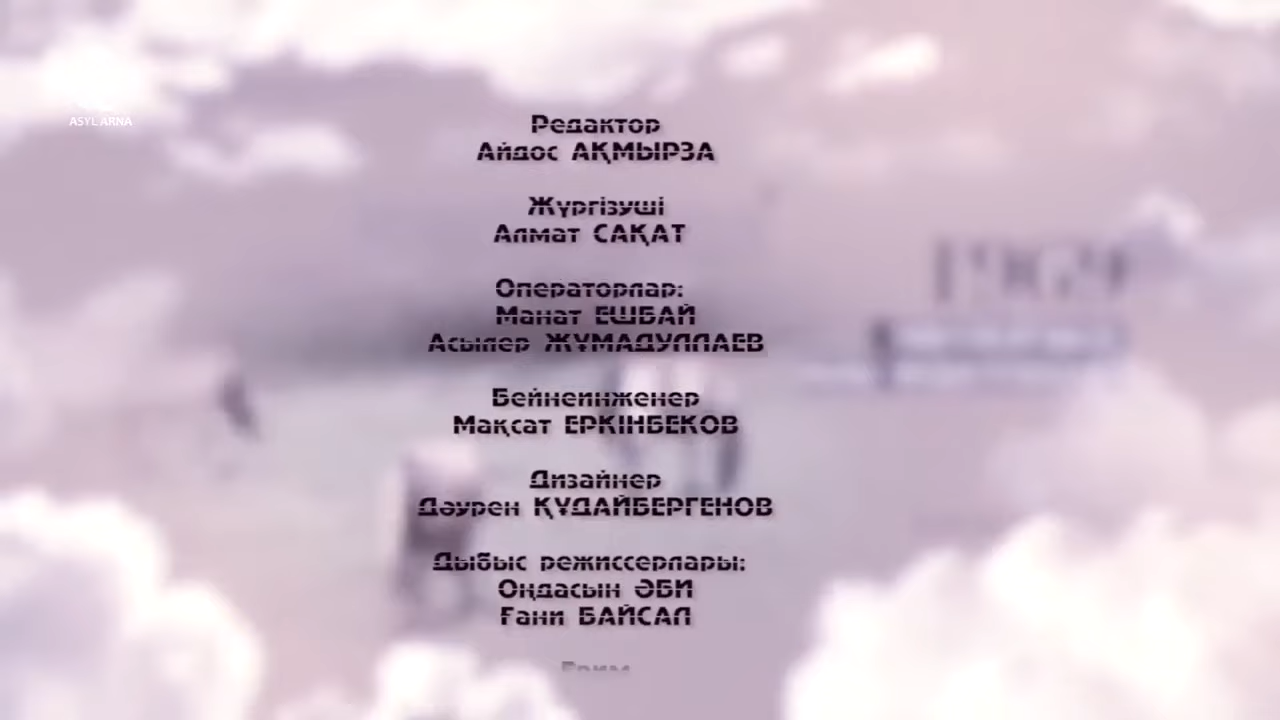 ASYL ARNA
Редактор
Айдос АҚМЫРЗА
Жүргізуші
Алмат САҚАТ
1969
Операторлар:
Манат ЕШБАЙ
Асылер ЖҰМАДУЛЛАЕВ
Бейнеинженер
Мақсат ЕРКІНБЕКОВ
Дизайнер
Дәурен ҚҰДАЙБЕРГЕНОВ
Дыбыс режиссерлары:
Оңдасын ӘБИ
Ғани БАЙСАЛ